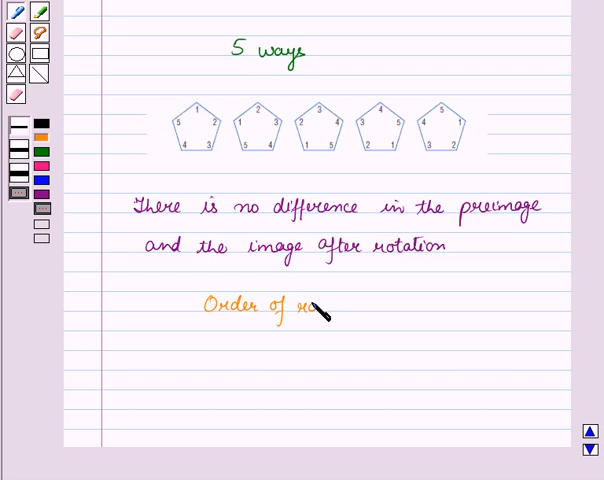 5 ways
1 2 3 4 5
2 3 4 5 1
3 4 5 1 2
4 5 1 2 3
5 1 2 3 4
There is no difference in the preimage
and the image after rotation
Order of ro